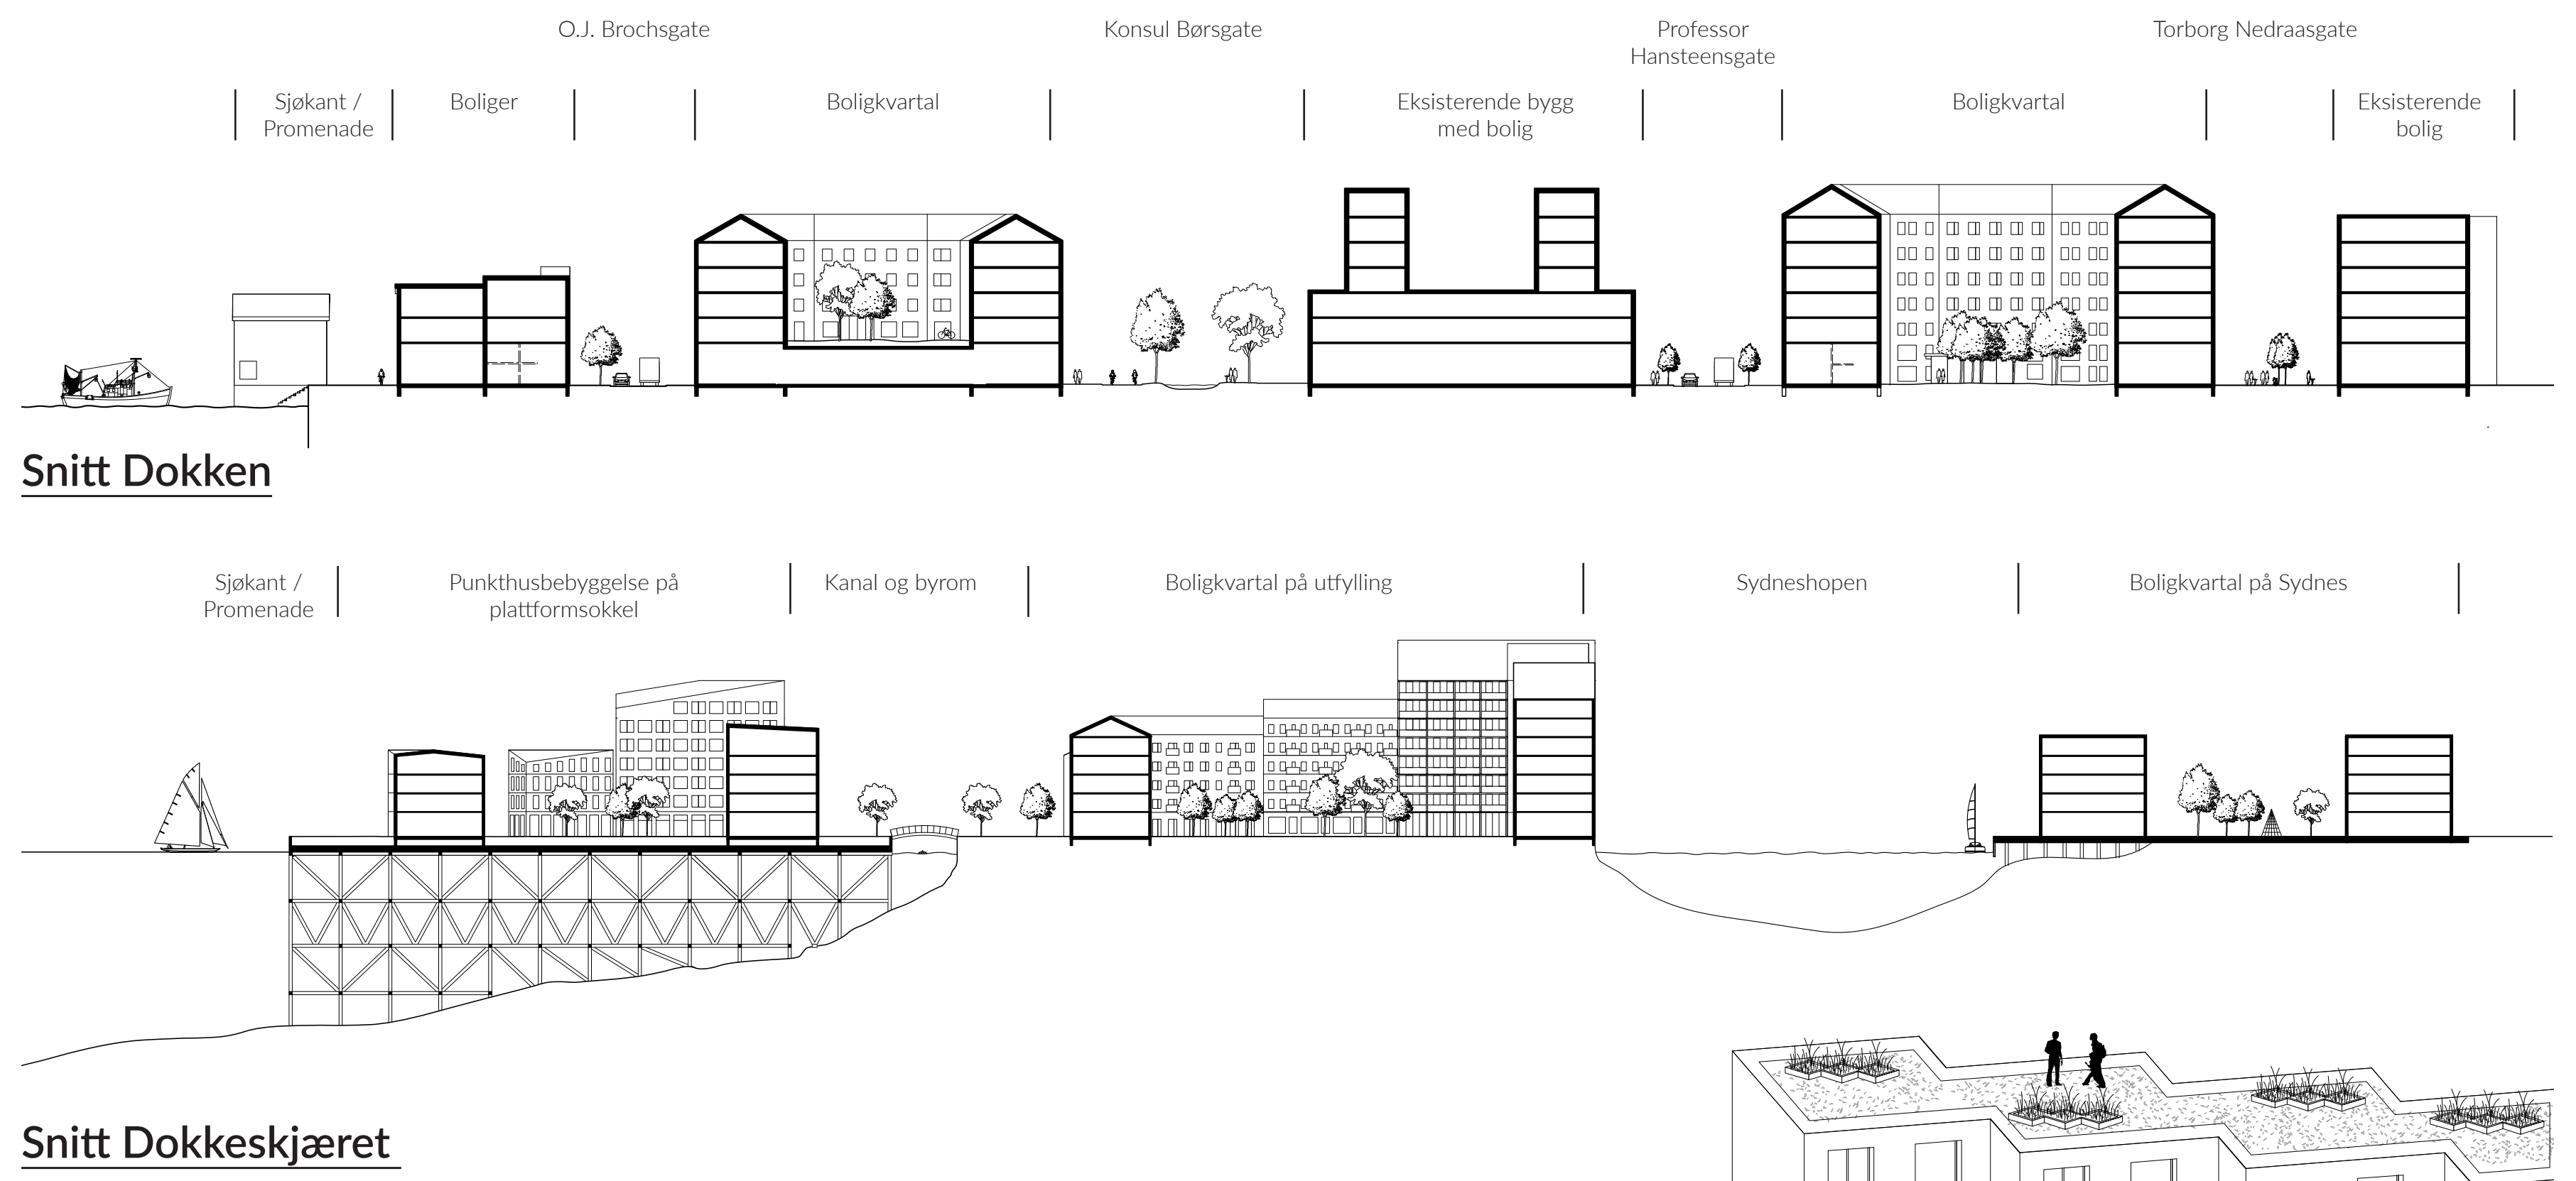 O.J. Brochsgate
Konsul Børsgate
Professor
Hansteensgate
Torborg Nedraasgate
Sjøkant /
Promenade
Boliger
Boligkvartal
Eksisterende bygg
med bolig
Boligkvartal
Eksisterende
bolig
Snitt Dokken
Sjøkant /
Promenade
Punkthusbebyggelse på
plattformsokkel
Kanal og byrom
Boligkvartal på utfylling
Sydneshopen
Boligkvartal på Sydnes
Snitt Dokkeskjæret